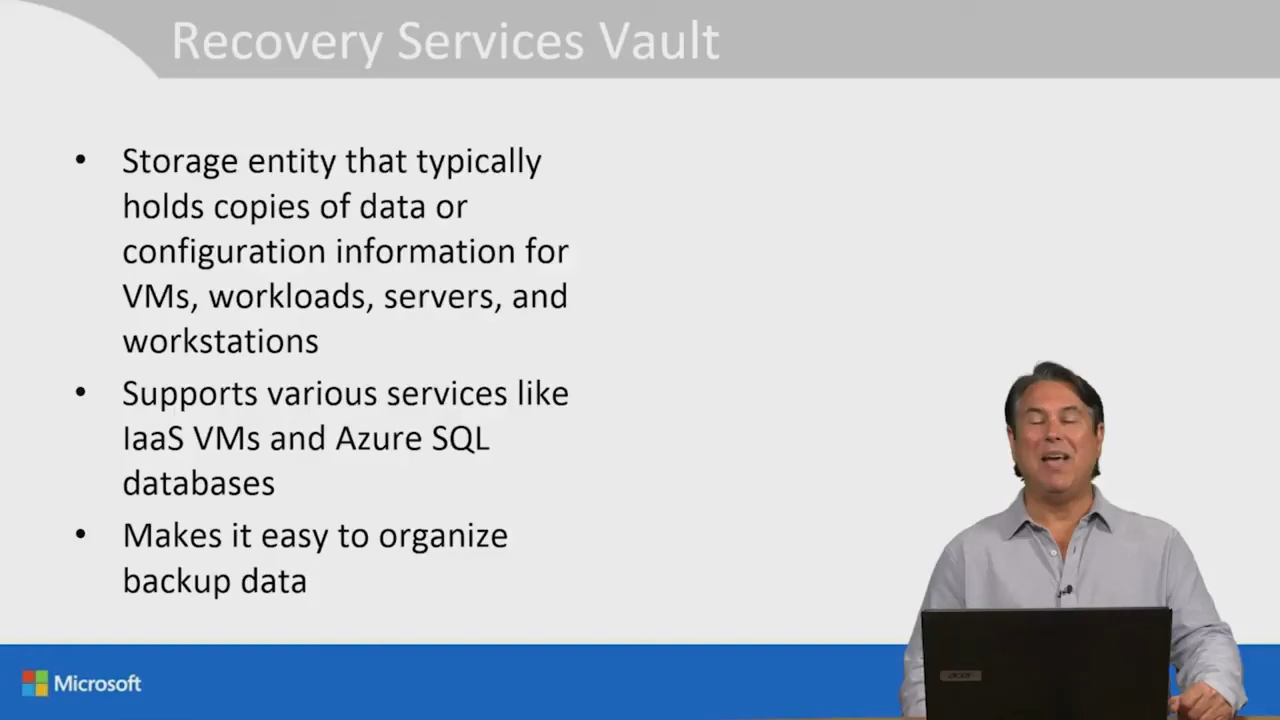 Recovery Services Vault
• Storage entity that typically
holds copies of data or
configuration information for
VMs, workloads, servers, and
workstations
• Supports various services like
IaaS VMs and Azure SQL
databases
• Makes it easy to organize
backup data
Microsoft
acer